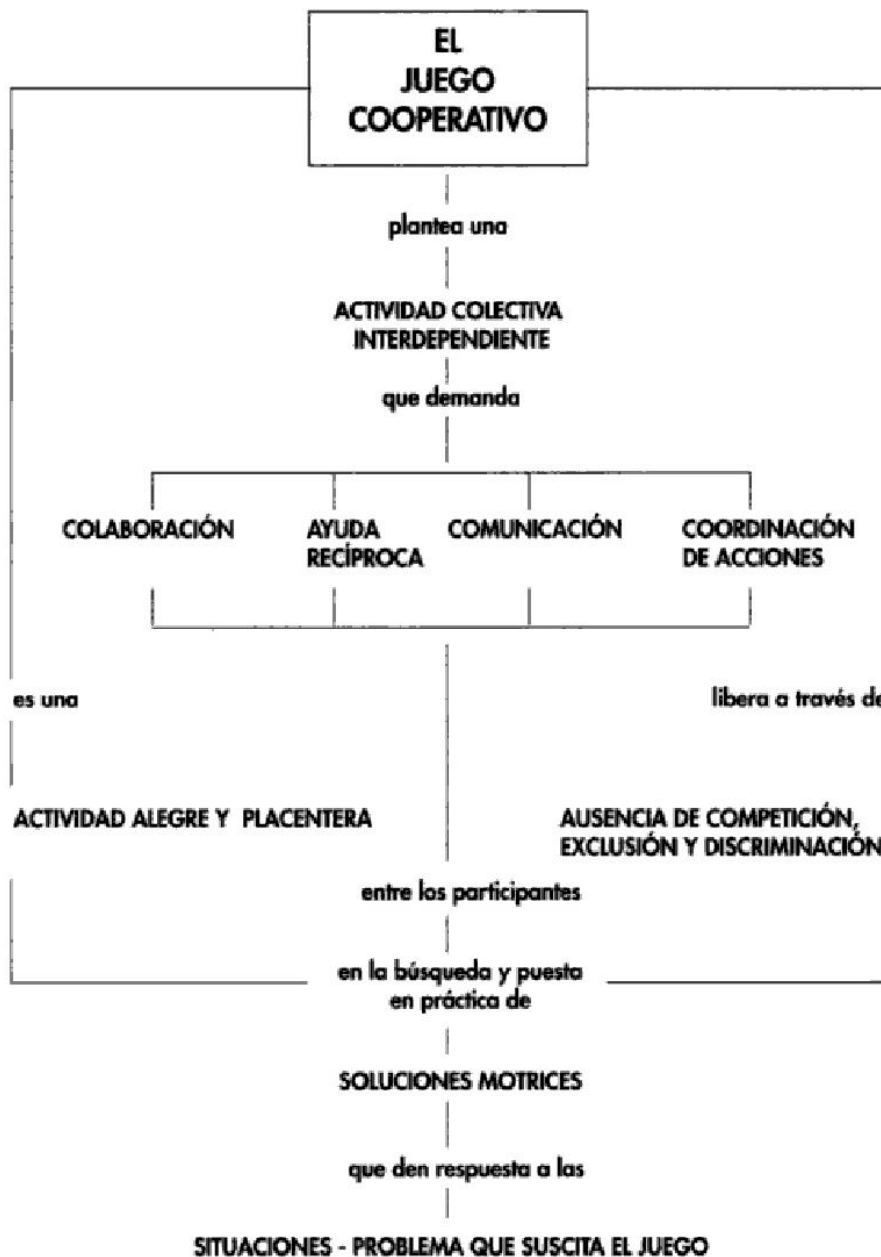 EL
JUEGO
COOPERATIVO
plantea una
ACTIVIDAD COLECTIVA
INTERDEPENDIENTE
que demanda
COLABORACIÓN
AYUDA
RECÍPROCA
COMUNICACIÓN
COORDINACIÓN
DE ACCIONES
es una
libera a través de
ACTIVIDAD ALEGRE Y PLACENTERA
AUSENCIA DE COMPETICIÓN,
EXCLUSIÓN Y DISCRIMINACIÓN
entre los participantes
en la búsqueda y puesta
en práctica de
SOLUCIONES MOTRICES
que den respuesta a las
SITUACIONES - PROBLEMA QUE SUSCITA EL JUEGO